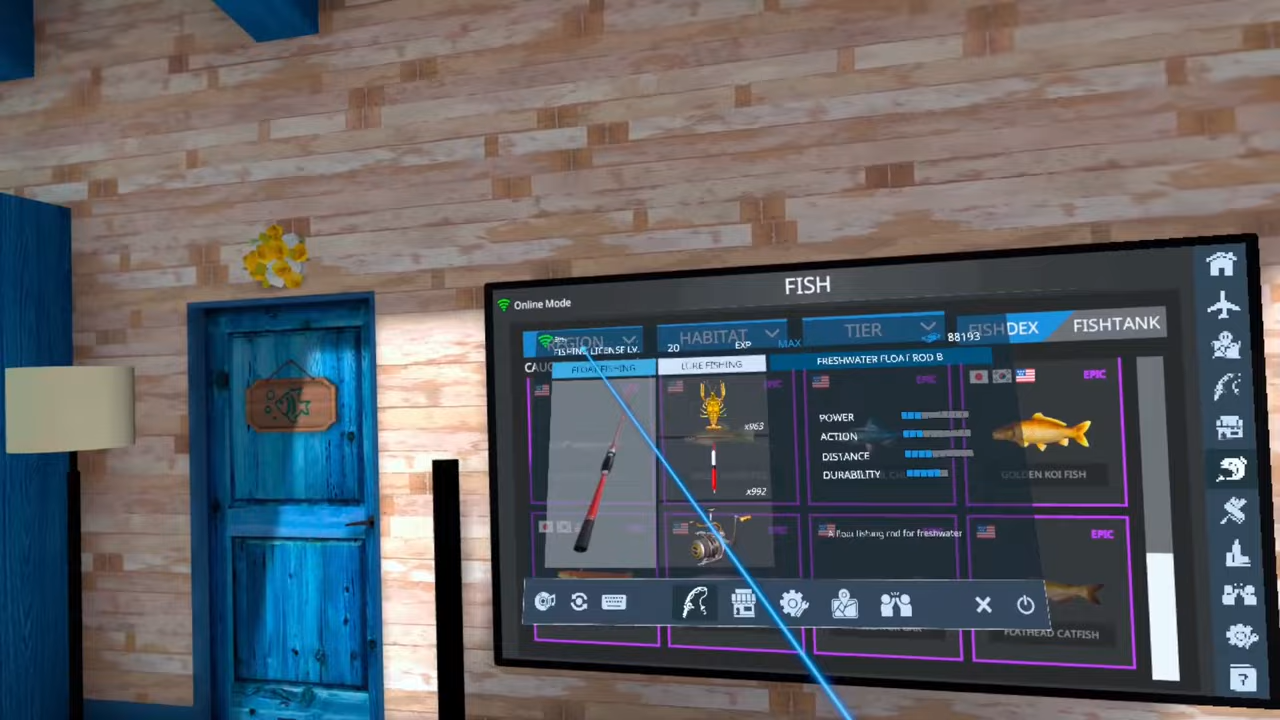 FISH
Online Mode
REGION
HABITAT
TIER
FISHDEX
FISHTANK
FISHING LICENSE LV.
20
EXP
MAX
88193
FLOAT FISHING
LURE FISHING
FRESHWATER FLOAT ROD B
EPIC
EPIC
EPIC
x963
x992
POWER
ACTION
DISTANCE
DURABILITY
GOLDEN KOI FISH
A float fishing rod for freshwater
EPIC
FLATHEAD CATFISH